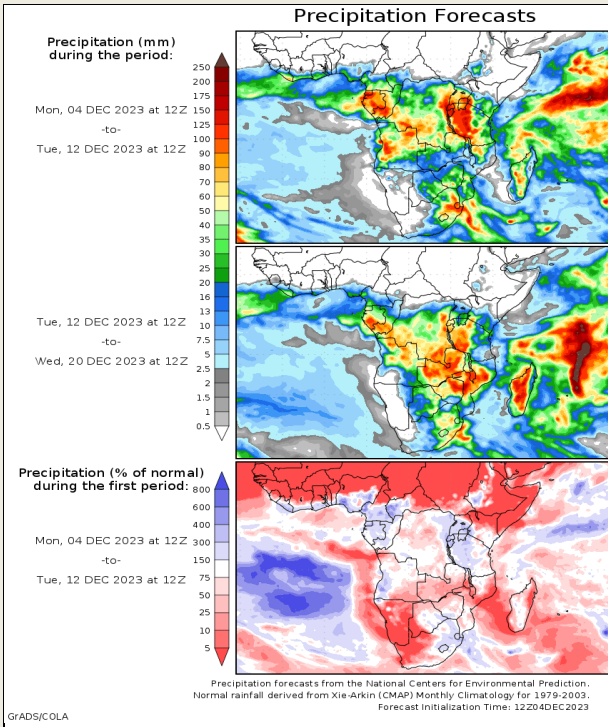 Precipitation Forecasts
Precipitation (mm)
during the period:
Mon, 04 DEC 2023 at 12Z
-to-
Tue, 12 DEC 2023 at 12Z
250
200
175
150
125
100
90
80
70
60
50
40
35
30
25
20
16
13
10
7.5
5
2.5
2
1.5
1
0.5
Tue, 12 DEC 2023 at 12Z
-to-
Wed, 20 DEC 2023 at 12Z
Precipitation (% of normal)
during the first period:
Mon, 04 DEC 2023 at 12Z
-to-
Tue, 12 DEC 2023 at 12Z
800
600
400
300
150
75
50
25
10
5
Precipitation forecasts from the National Centers for Environmental Prediction.
Normal rainfall derived from Xie-Arkin (CMAP) Monthly Climatology for 1979-2003.
Forecast Initialization Time: 12Z04DEC2023
GrADS/COLA